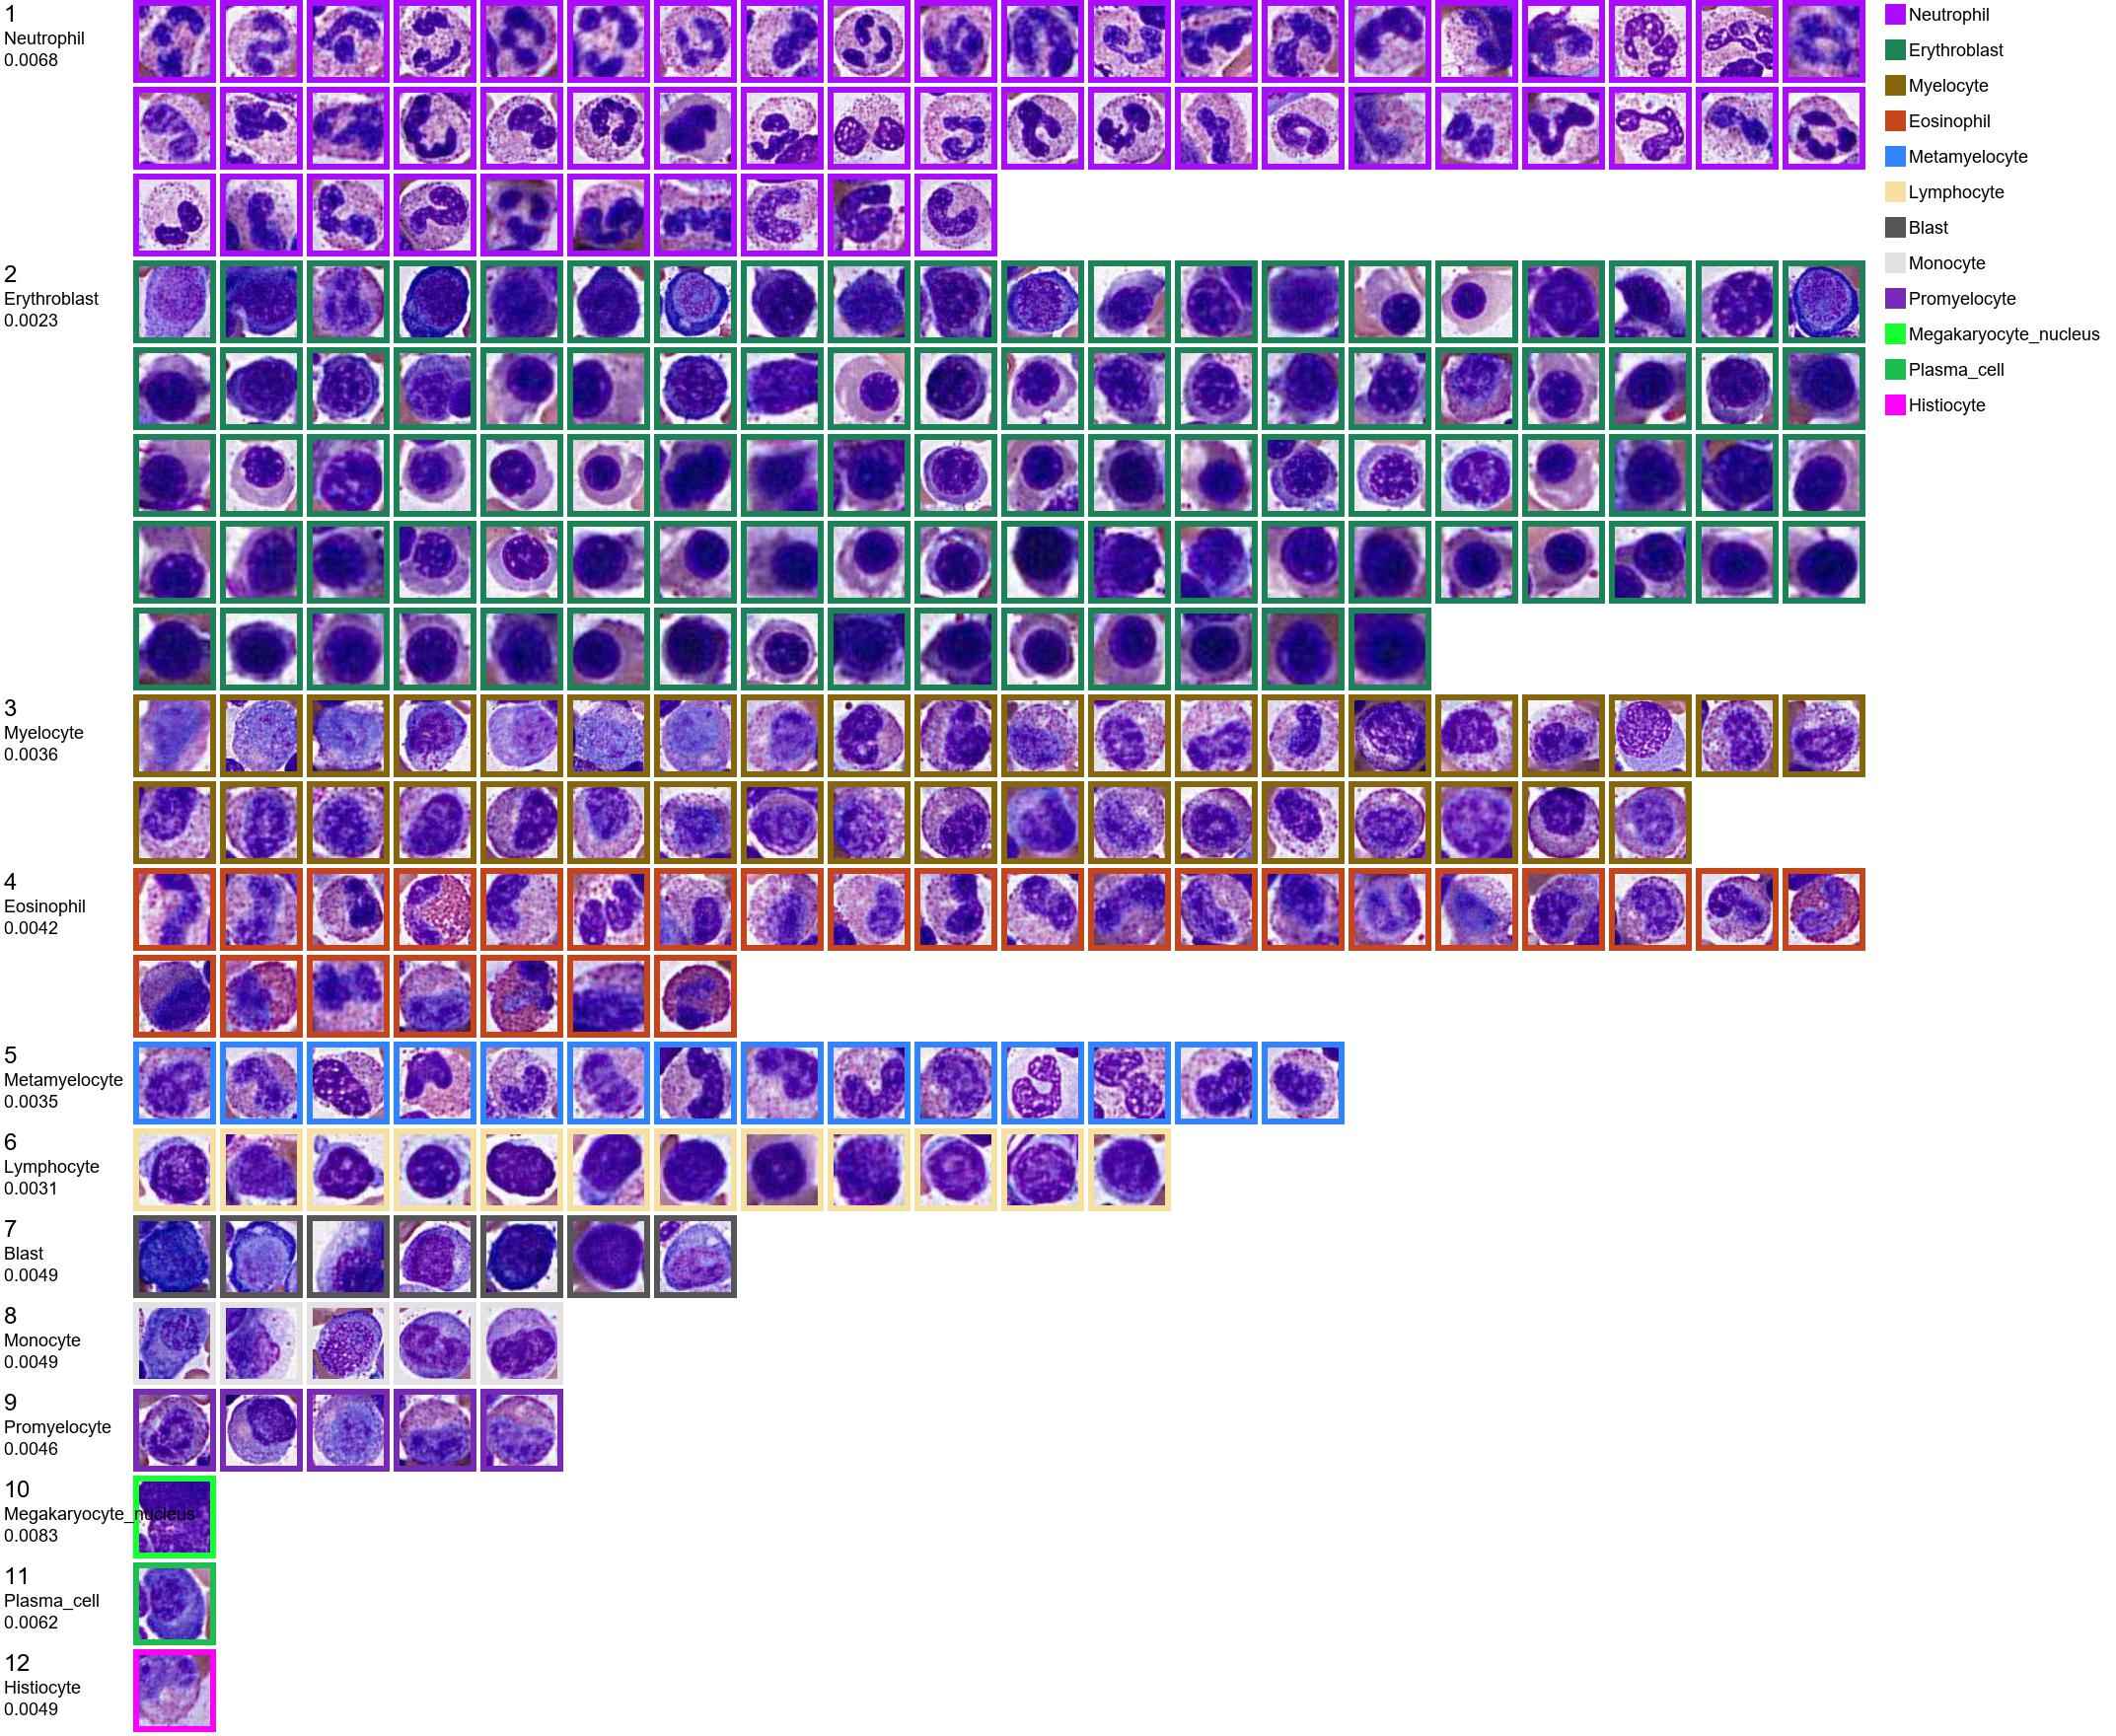 1
Neutrophil
0.0068
2
Erythroblast
0.0023
3
Myelocyte
0.0036
4
Eosinophil
0.0042
5
Metamyelocyte
0.0035
6
Lymphocyte
0.0031
7
Blast
0.0049
8
Monocyte
0.0049
9
Promyelocyte
0.0046
10
Megakaryocyte_nucleus
0.0083
11
Plasma_cell
0.0062
12
Histiocyte
0.0049
Neutrophil
Erythroblast
Myelocyte
Eosinophil
Metamyelocyte
Lymphocyte
Blast
Monocyte
Promyelocyte
Megakaryocyte_nucleus
Plasma_cell
Histiocyte